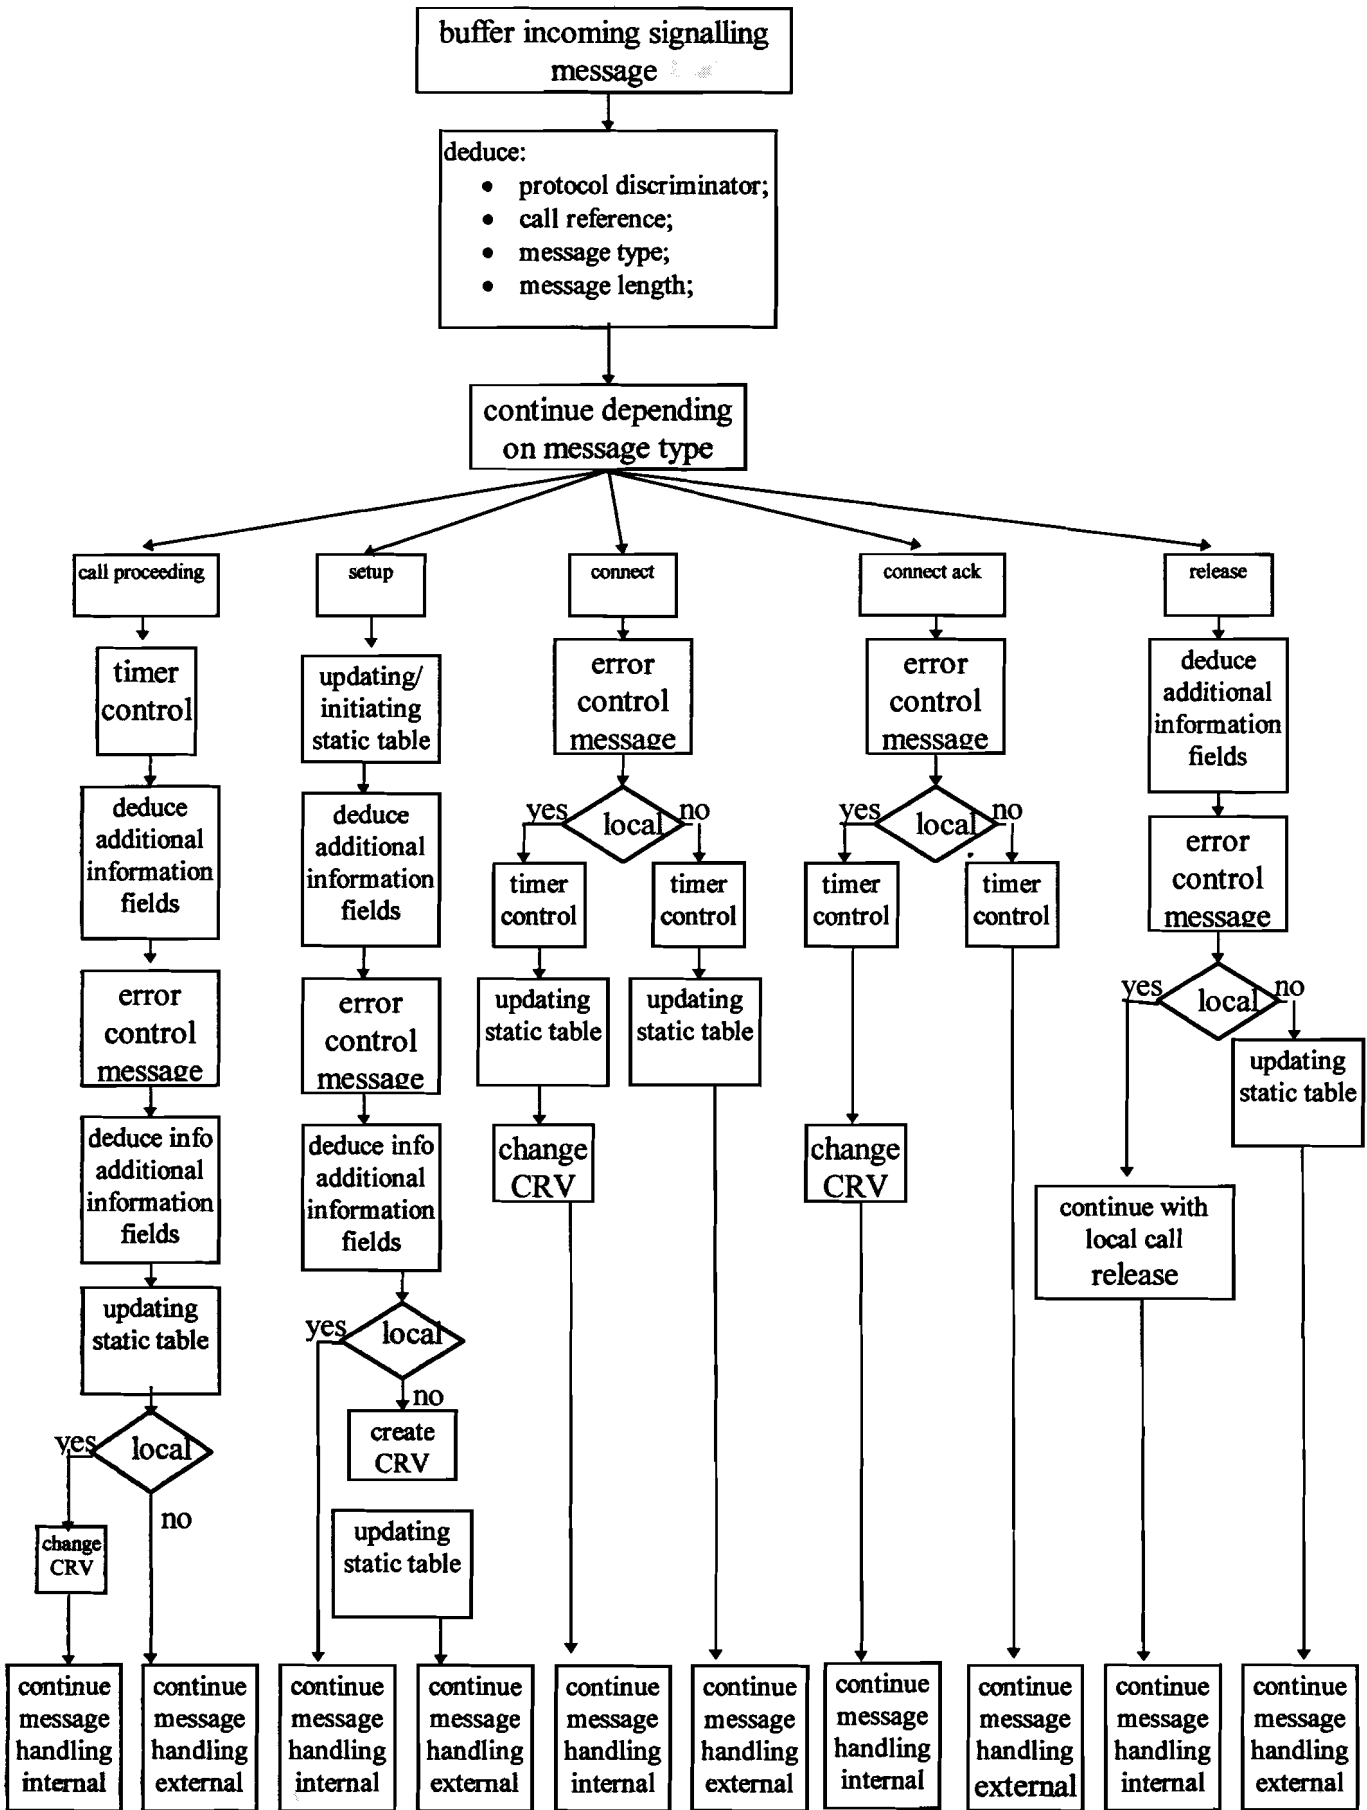 buffer incoming signalling
message
deduce:
• protocol discriminator;
• call reference;
• message type;
• message length;
continue depending
on message type
call proceeding
timer
control
deduce
additional
information
fields
error
control
message
deduce info
additional
information
fields
updating
static table
yes
local
no
change
CRV
continue
message
handling
internal
continue
message
handling
external
setup
updating/
initiating
static table
deduce
additional
information
fields
error
control
message
deduce info
additional
information
fields
yes
local
no
create
CRV
updating
static table
continue
message
handling
internal
continue
message
handling
external
connect
error
control
message
yes
local
no
timer
control
updating
static table
change
CRV
continue
message
handling
internal
timer
control
updating
static table
continue
message
handling
external
connect ack
error
control
message
yes
local
no
timer
control
change
CRV
continue
message
handling
internal
timer
control
continue
message
handling
external
release
deduce
additional
information
fields
error
control
message
yes
local
no
continue with
local call
release
continue
message
handling
internal
updating
static table
continue
message
handling
external